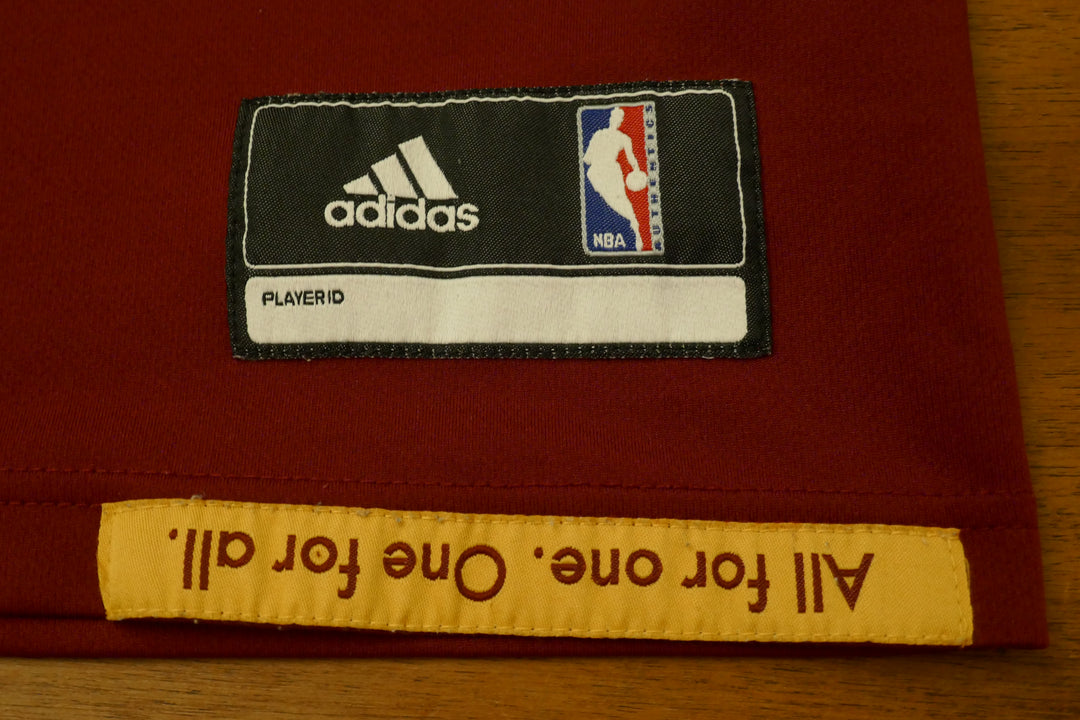 adidas
NBA
AUTHENTICS
PLAYER ID
All for one. One for all.